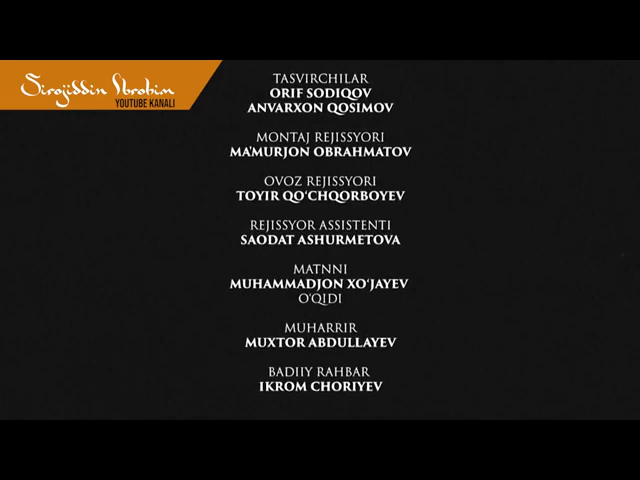 Sirojiddin Ibrohim
YOUTUBE KANALI
TASVIRCHILAR
ORIF SODIQOV
ANVARXON QOSIMOV
MONTAJ REJISSYORI
MA'MURJON OBRAHMATOV
OVOZ REJISSYORI
TOYIR QO‘CHQORBOYEV
REJISSYOR ASSISTENTI
SAODAT ASHURMETOVA
MATNNI
MUHAMMADJON XO‘JAYEV
O‘QIDI
MUHARRIR
MUXTOR ABDULLAYEV
BADIIY RAHBAR
IKROM CHORIYEV